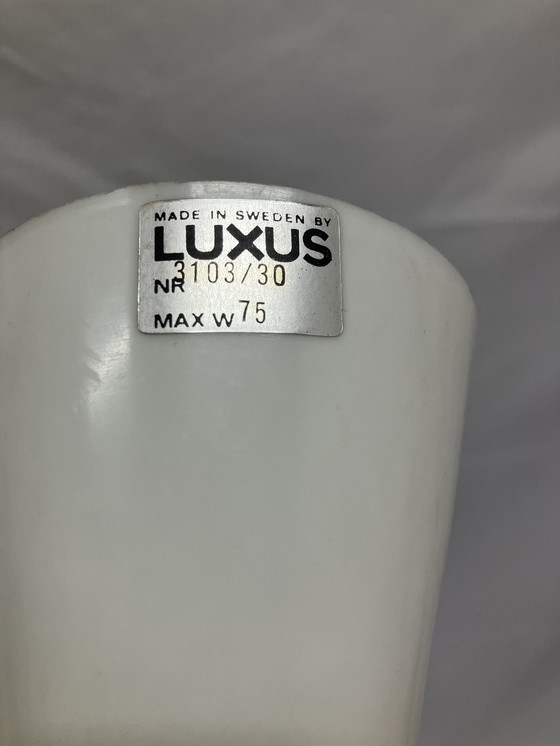 MADE IN SWEDEN BY
LUXUS
NR 3103/30
MAX W 75